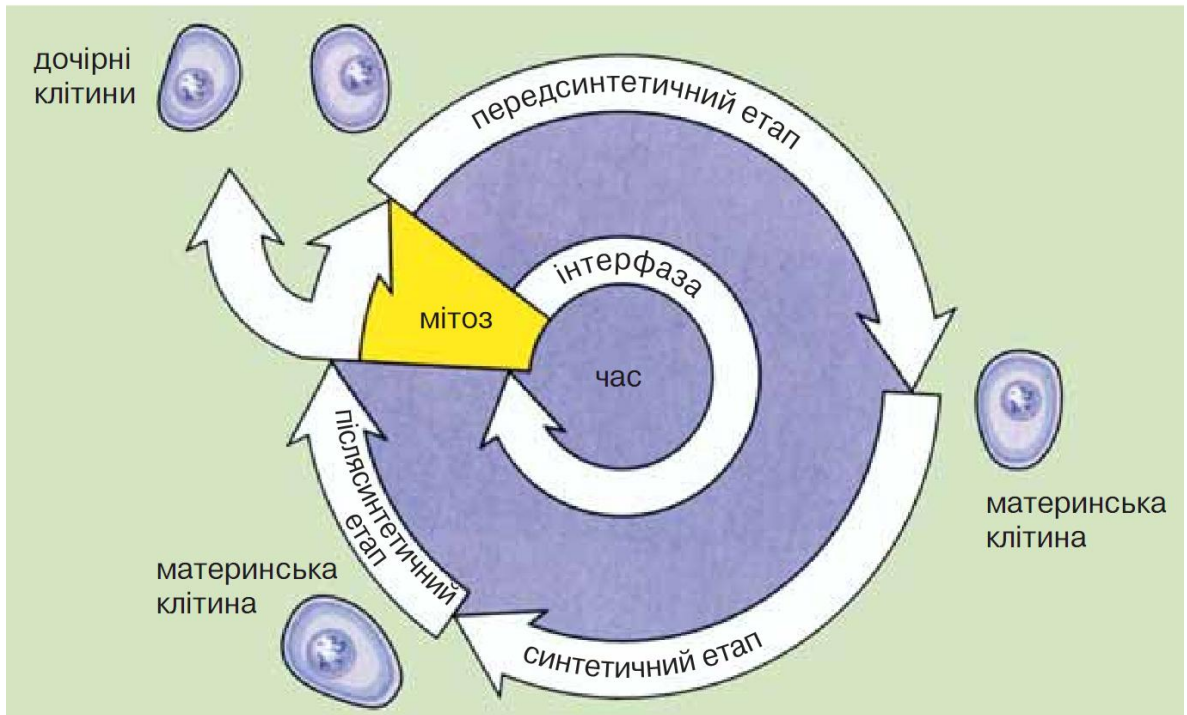 дочірні
клітини
передсинтетичний етап
інтерфаза
мітоз
час
післясинтетичний
етап
материнська
клітина
материнська
клітина
синтетичний етап